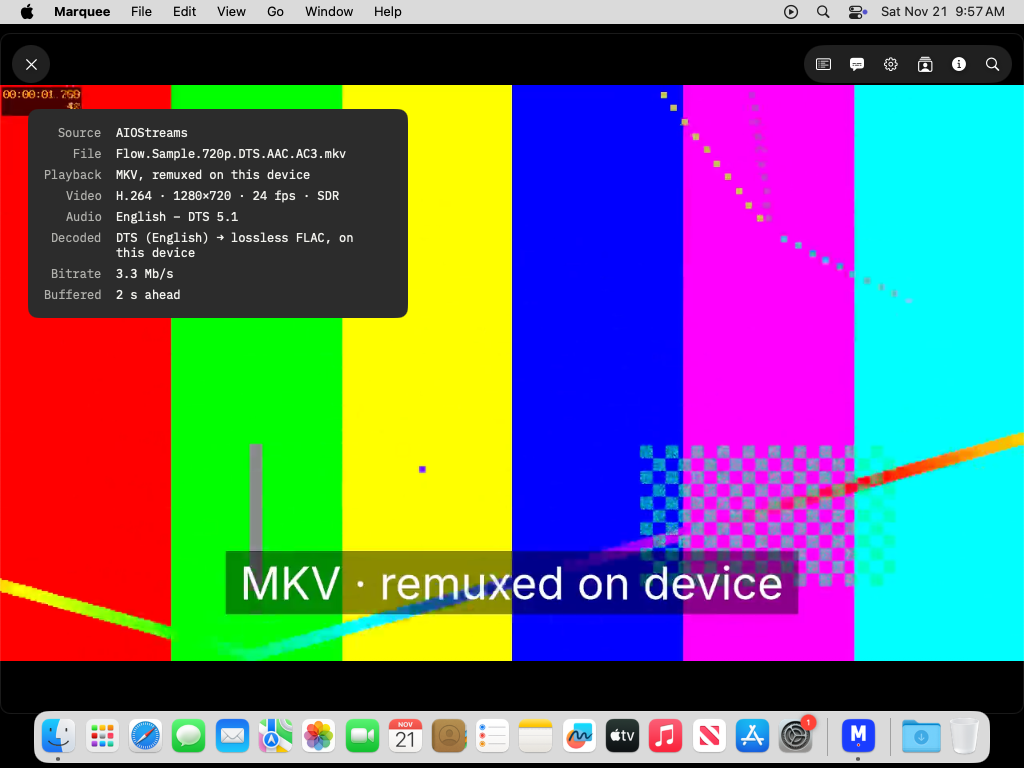 Marquee File Edit View Go Window Help Sat Nov 21 9:57 AM
Source AIOStreams
File Flow.Sample.720p.DTS.AAC.AC3.mkv
Playback MKV, remuxed on this device
Video H.264 · 1280×720 · 24 fps · SDR
Audio English – DTS 5.1
Decoded DTS (English) → lossless FLAC, on
this device
Bitrate 3.3 Mb/s
Buffered 2 s ahead
MKV · remuxed on device
NOV
21
tv
1
M